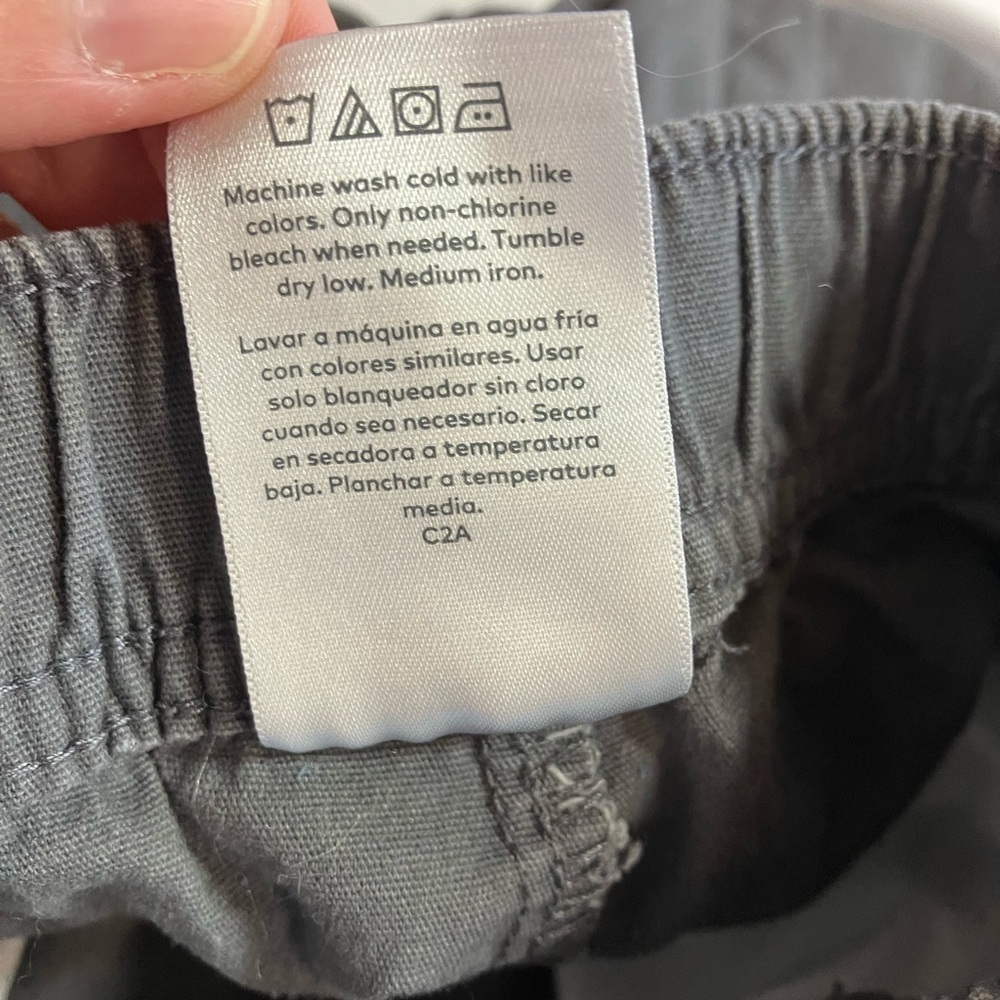 Machine wash cold with like
colors. Only non-chlorine
bleach when needed. Tumble
dry low. Medium iron.
Lavar a máquina en agua fría
con colores similares. Usar
solo blanqueador sin cloro
cuando sea necesario. Secar
en secadora a temperatura
baja. Planchar a temperatura
media.
C2A